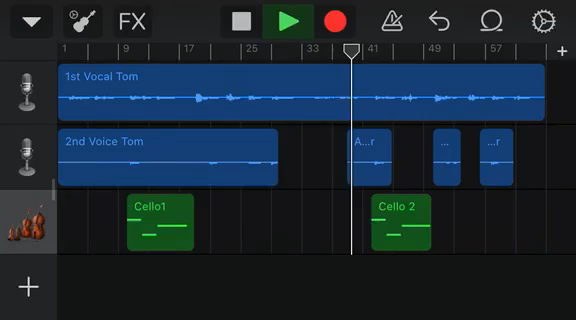 FX
1 9 17 25 33 41 49 57
1st Vocal Tom
2nd Voice Tom A...r ... ...r
Cello1 Cello 2